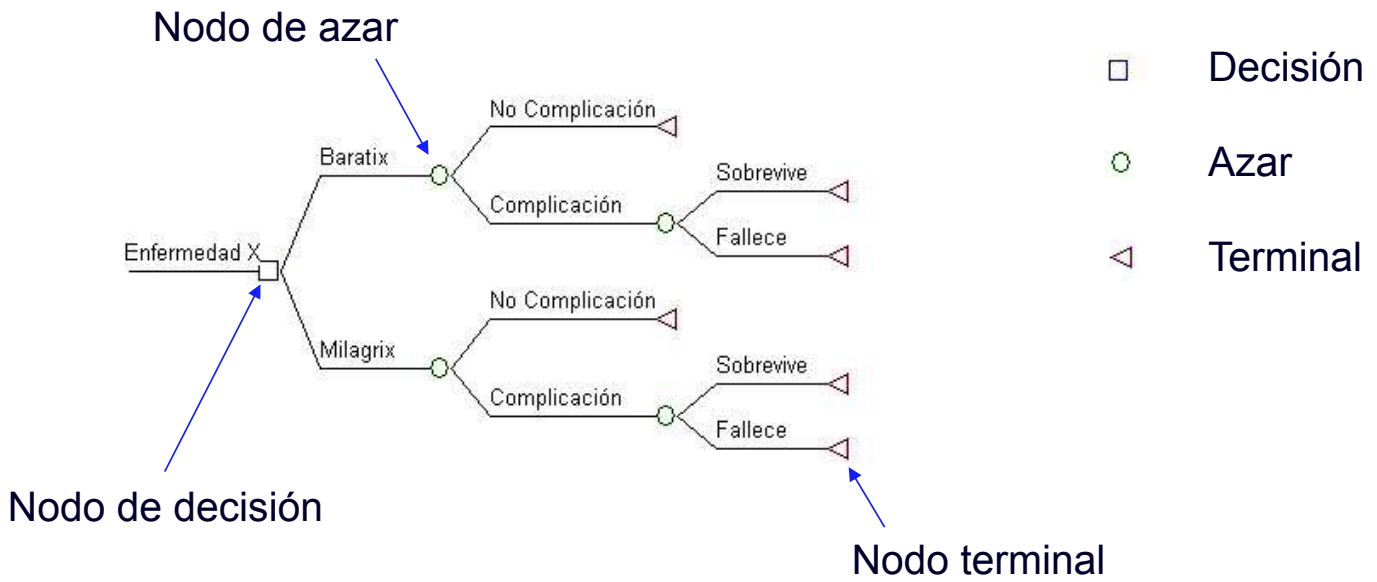 Nodo de azar
Decisión
No Complicación
Baratix
Azar
Sobrevive
Complicación
Fallece
Enfermedad X
Terminal
No Complicación
Milagrix
Sobrevive
Complicación
Fallece
Nodo de decisión
Nodo terminal